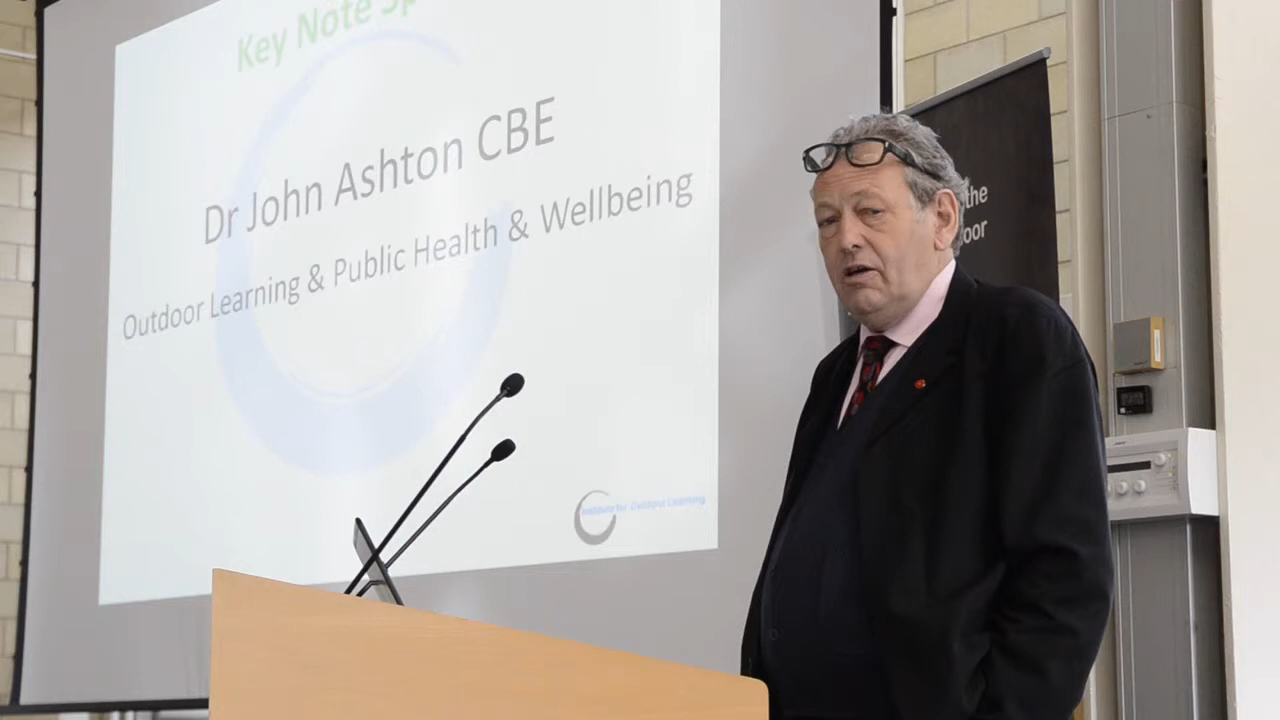 Key Note Sp
Dr John Ashton CBE
Outdoor Learning & Public Health & Wellbeing
Institute for Outdoor Learning
the
oor